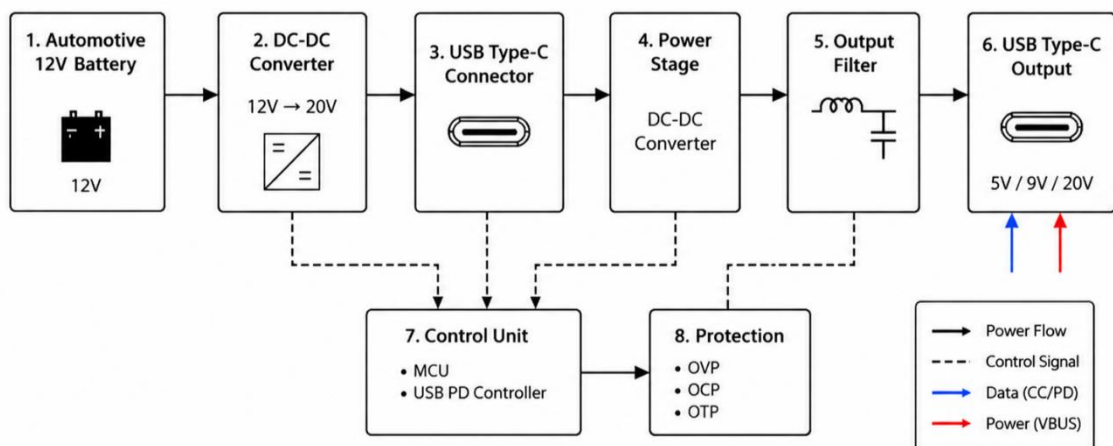 1. Automotive
12V Battery
12V
2. DC-DC
Converter
12V → 20V
3. USB Type-C
Connector
4. Power
Stage
DC-DC
Converter
5. Output
Filter
6. USB Type-C
Output
5V / 9V / 20V
7. Control Unit
• MCU
• USB PD Controller
8. Protection
• OVP
• OCP
• OTP
Power Flow
Control Signal
Data (CC/PD)
Power (VBUS)